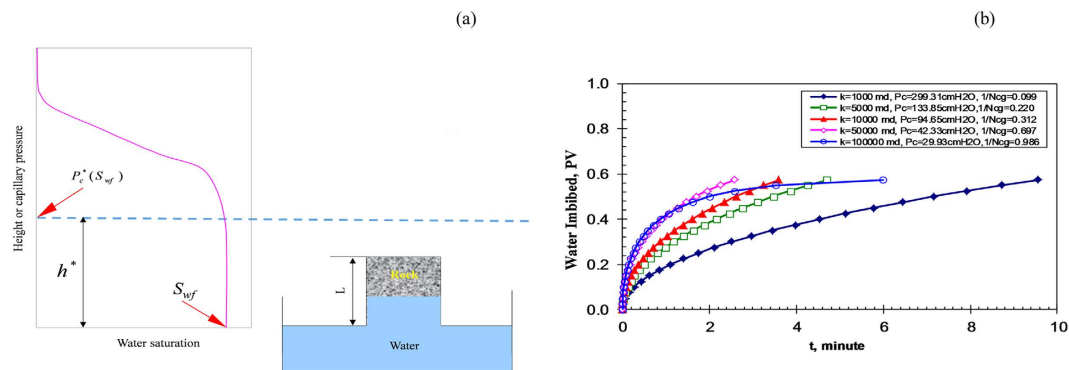 (a)
(b)
Height or capillary pressure
P*c (Swf)
h*
Swf
Water saturation
L
Rock
Water
Water Imbibed, PV
1.0
0.8
0.6
0.4
0.2
0.0
k=1000 md, Pc=299.31cmH2O,1/Ncg=0.099
k=5000 md, Pc=133.85cmH2O,1/Ncg=0.220
k=10000 md, Pc=94.65cmH2O,1/Ncg=0.312
k=50000 md, Pc=42.33cmH2O,1/Ncg=0.697
k=100000 md, Pc=29.93cmH2O,1/Ncg=0.986
0 2 4 6 8 10
t, minute